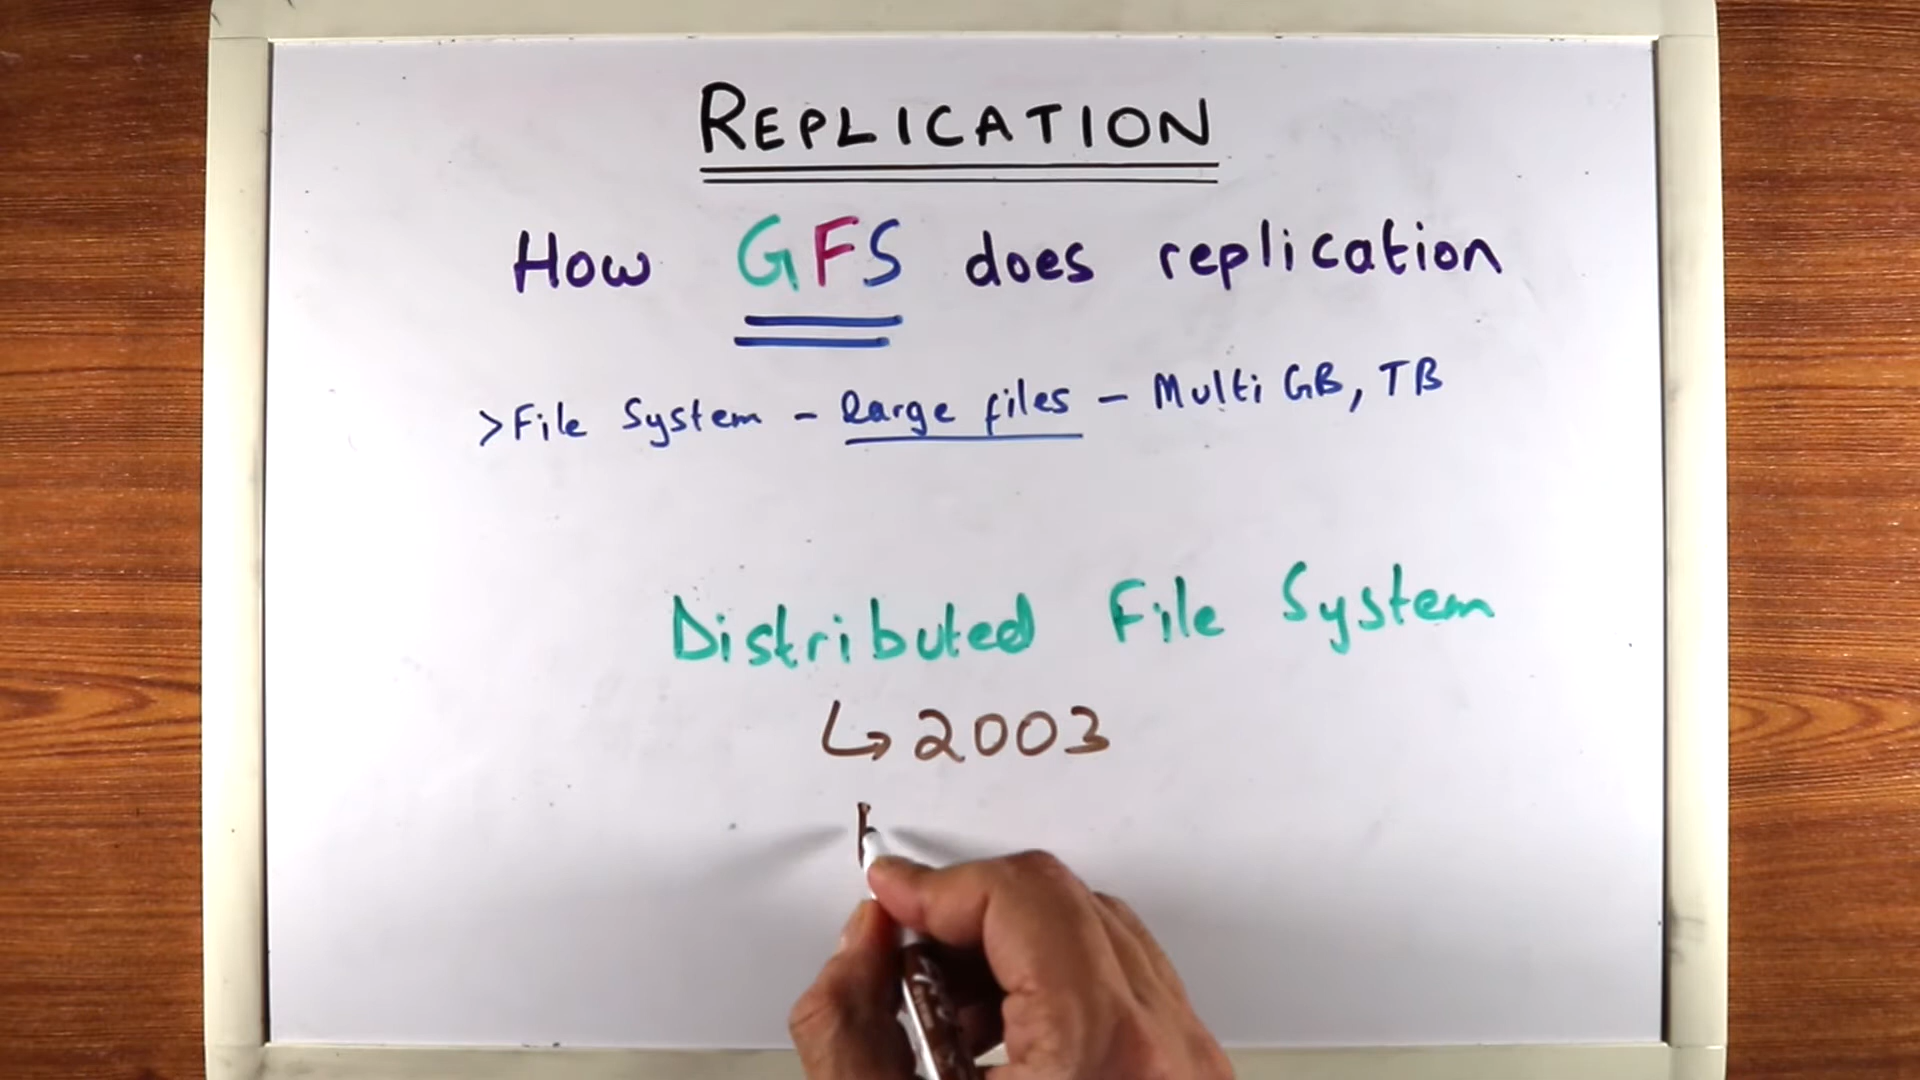 REPLICATION
How GFS does replication
>File System - large files - Multi GB, TB
Distributed File System
↳2003